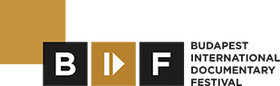 BIDF
BUDAPEST
INTERNATIONAL
DOCUMENTARY
FESTIVAL